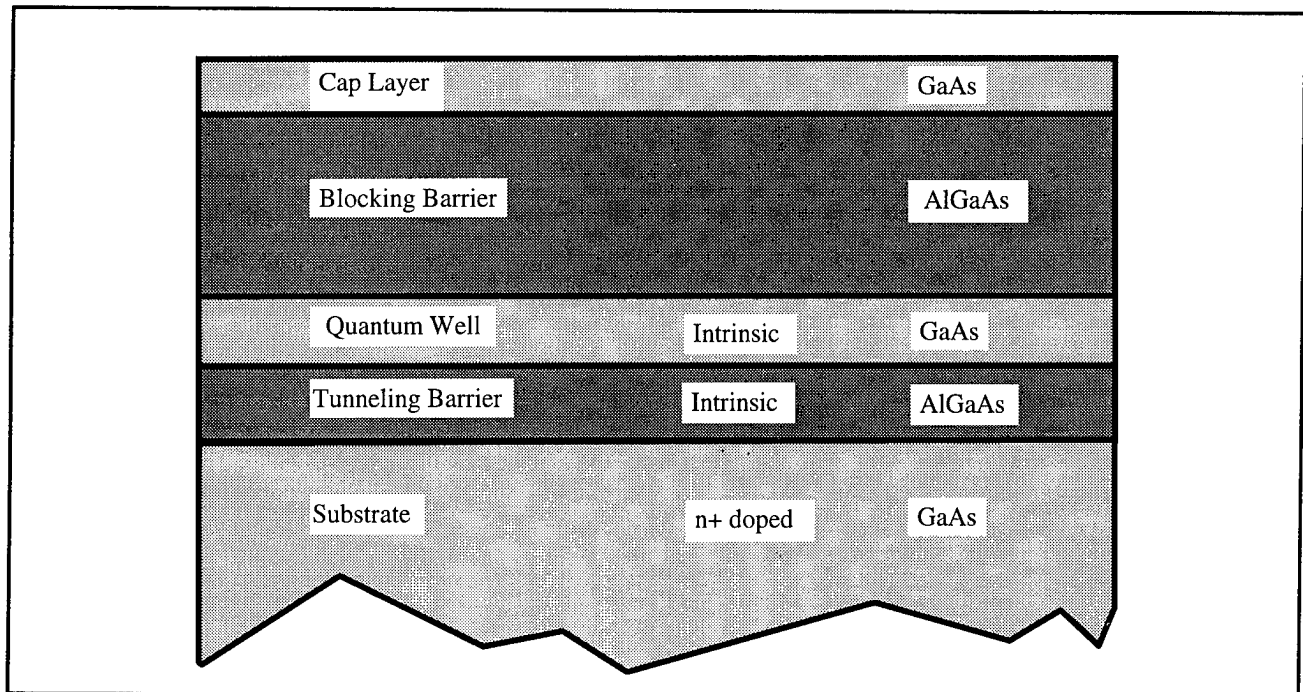 Cap Layer GaAs
Blocking Barrier AlGaAs
Quantum Well Intrinsic GaAs
Tunneling Barrier Intrinsic AlGaAs
Substrate n+ doped GaAs